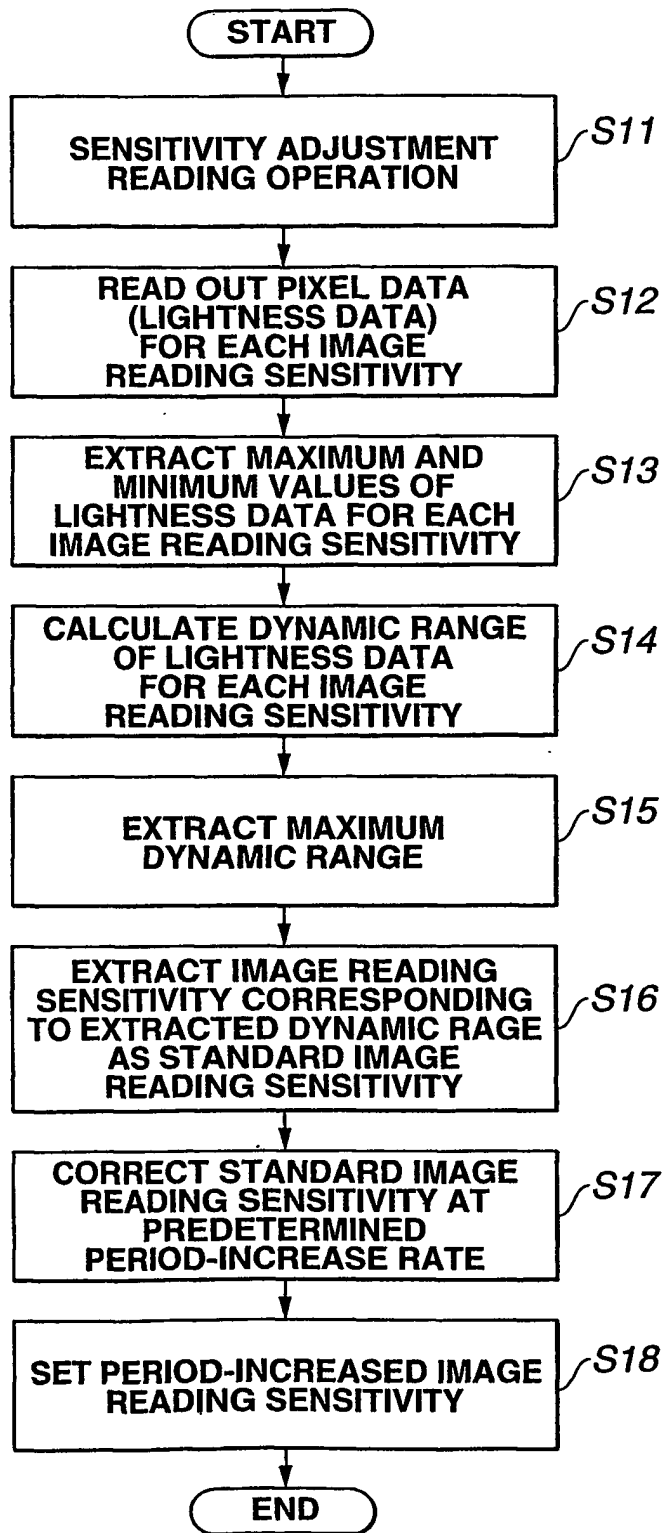 START
SENSITIVITY ADJUSTMENT
READING OPERATION
S11
READ OUT PIXEL DATA
(LIGHTNESS DATA)
FOR EACH IMAGE
READING SENSITIVITY
S12
EXTRACT MAXIMUM AND
MINIMUM VALUES OF
LIGHTNESS DATA FOR EACH
IMAGE READING SENSITIVITY
S13
CALCULATE DYNAMIC RANGE
OF LIGHTNESS DATA
FOR EACH IMAGE
READING SENSITIVITY
S14
EXTRACT MAXIMUM
DYNAMIC RANGE
S15
EXTRACT IMAGE READING
SENSITIVITY CORRESPONDING
TO EXTRACTED DYNAMIC RAGE
AS STANDARD IMAGE
READING SENSITIVITY
S16
CORRECT STANDARD IMAGE
READING SENSITIVITY AT
PREDETERMINED
PERIOD-INCREASE RATE
S17
SET PERIOD-INCREASED IMAGE
READING SENSITIVITY
S18
END